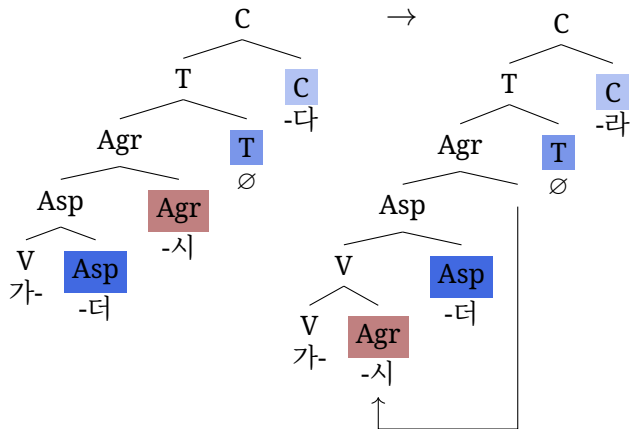 C → C
T C T C
-다 -라
Agr T Agr T
∅ ∅
Asp Agr Asp
-시
V Asp V Asp
가- -더 -더
V Agr
가- -시